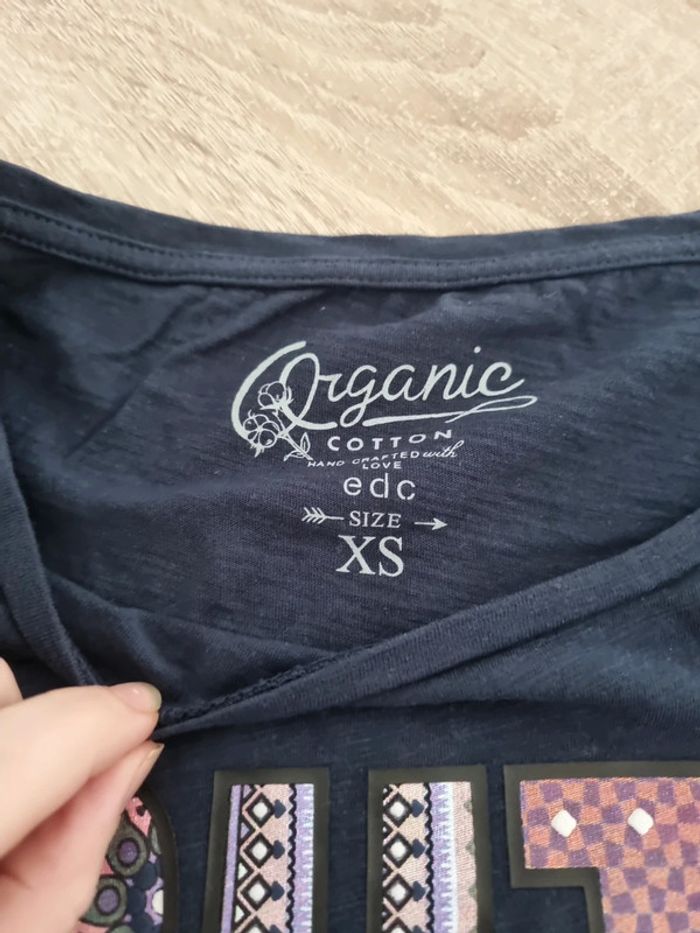 Organic
COTTON
HAND CRAFTED with
LOVE
edc
SIZE
XS